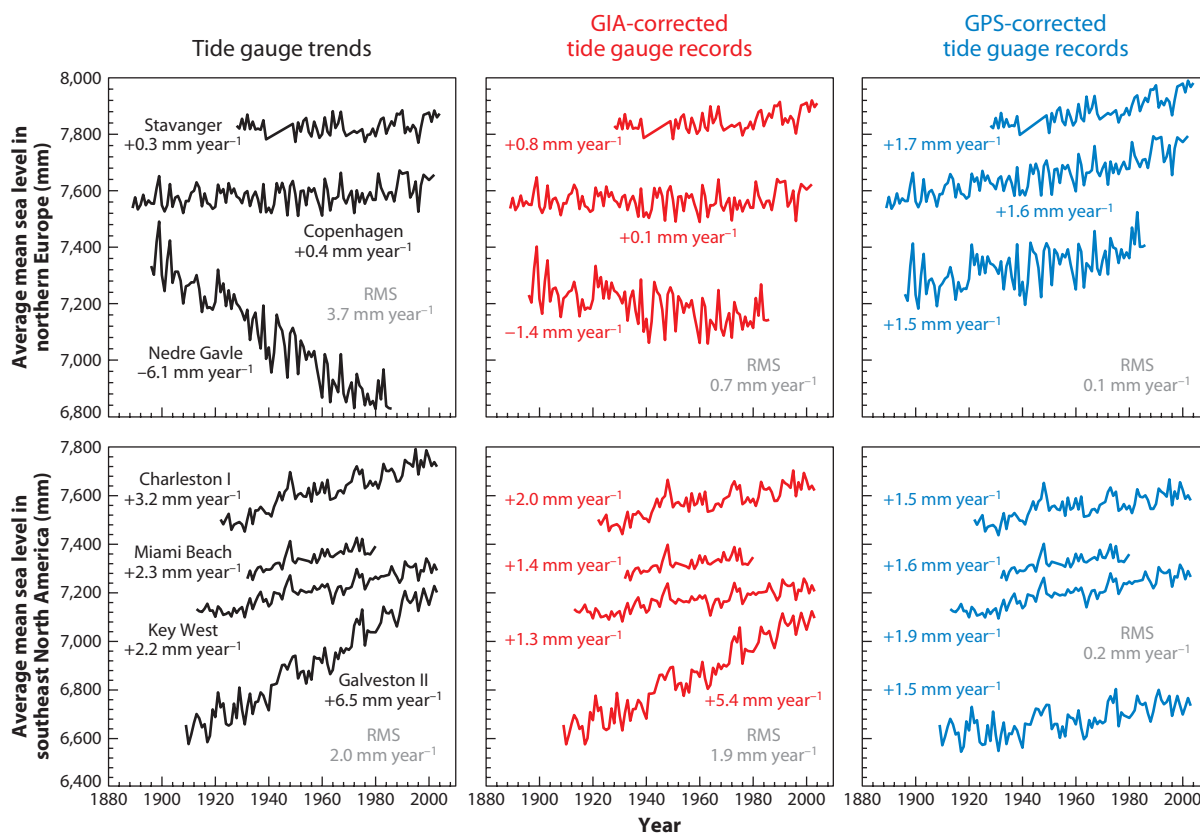 Tide gauge trends
GIA-corrected
tide gauge records
GPS-corrected
tide guage records
Average mean sea level in
northern Europe (mm)
8,000
7,800
7,600
7,400
7,200
7,000
6,800
Stavanger
+0.3 mm year⁻¹
Copenhagen
+0.4 mm year⁻¹
RMS
3.7 mm year⁻¹
Nedre Gavle
–6.1 mm year⁻¹
+0.8 mm year⁻¹
+0.1 mm year⁻¹
–1.4 mm year⁻¹
RMS
0.7 mm year⁻¹
+1.7 mm year⁻¹
+1.6 mm year⁻¹
+1.5 mm year⁻¹
RMS
0.1 mm year⁻¹
Average mean sea level in
southeast North America (mm)
7,800
7,600
7,400
7,200
7,000
6,800
6,600
6,400
Charleston I
+3.2 mm year⁻¹
Miami Beach
+2.3 mm year⁻¹
Key West
+2.2 mm year⁻¹
Galveston II
+6.5 mm year⁻¹
RMS
2.0 mm year⁻¹
+2.0 mm year⁻¹
+1.4 mm year⁻¹
+1.3 mm year⁻¹
+5.4 mm year⁻¹
RMS
1.9 mm year⁻¹
+1.5 mm year⁻¹
+1.6 mm year⁻¹
+1.9 mm year⁻¹
RMS
0.2 mm year⁻¹
+1.5 mm year⁻¹
1880 1900 1920 1940 1960 1980 2000
1880 1900 1920 1940 1960 1980 2000
1880 1900 1920 1940 1960 1980 2000
Year